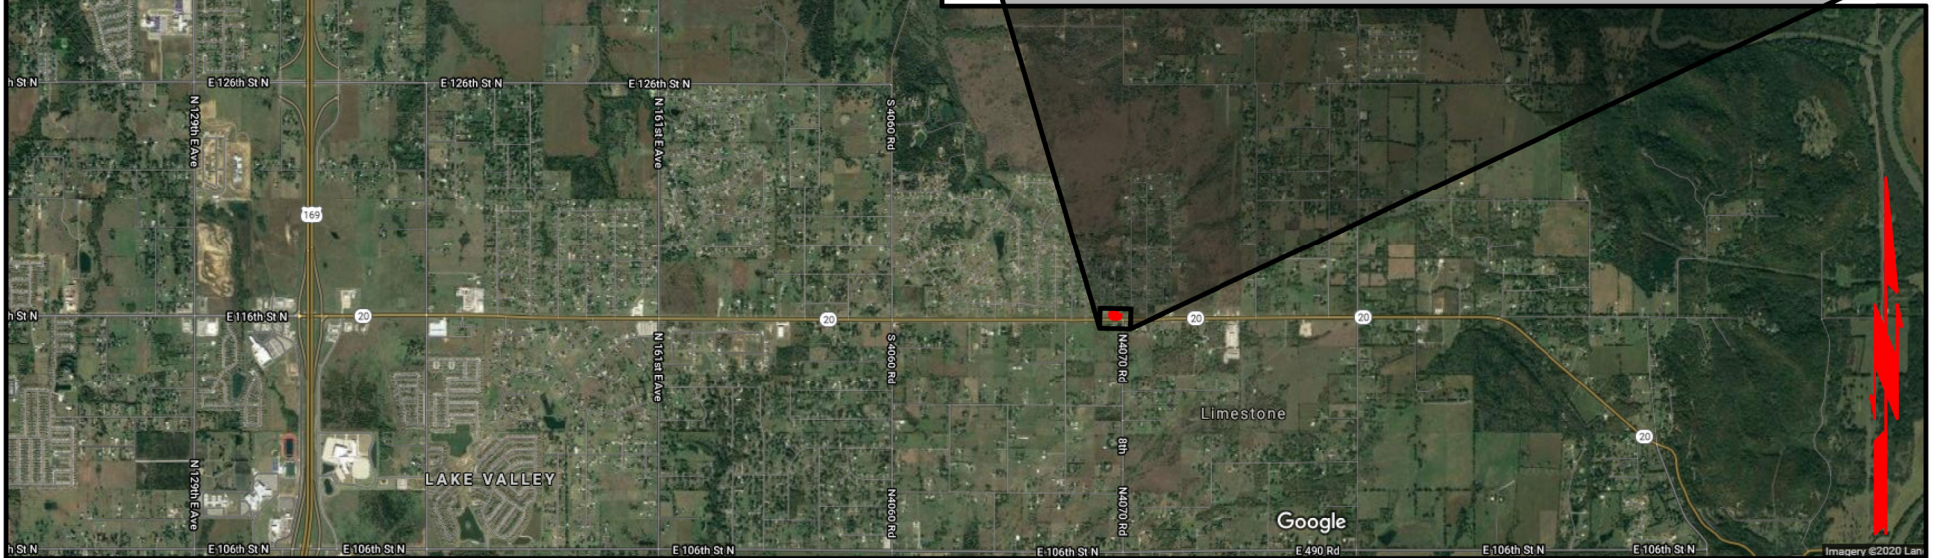 h St N
E 126th St N
E 126th St N
E 126th St N
N 129th E Ave
N 161st E Ave
S 4060 Rd
169
h St N
E 116th St N
20
20
20
20
N 161st E Ave
S 4060 Rd
N4070 Rd
Limestone
20
8th
LAKE VALLEY
N 129th E Ave
N4060 Rd
N4070 Rd
Google
h St N
E 106th St N
E 106th St N
E 106th St N
E 106th St N
E 490 Rd
E 106th St N
E 106th St N
Imagery ©2020 Lan